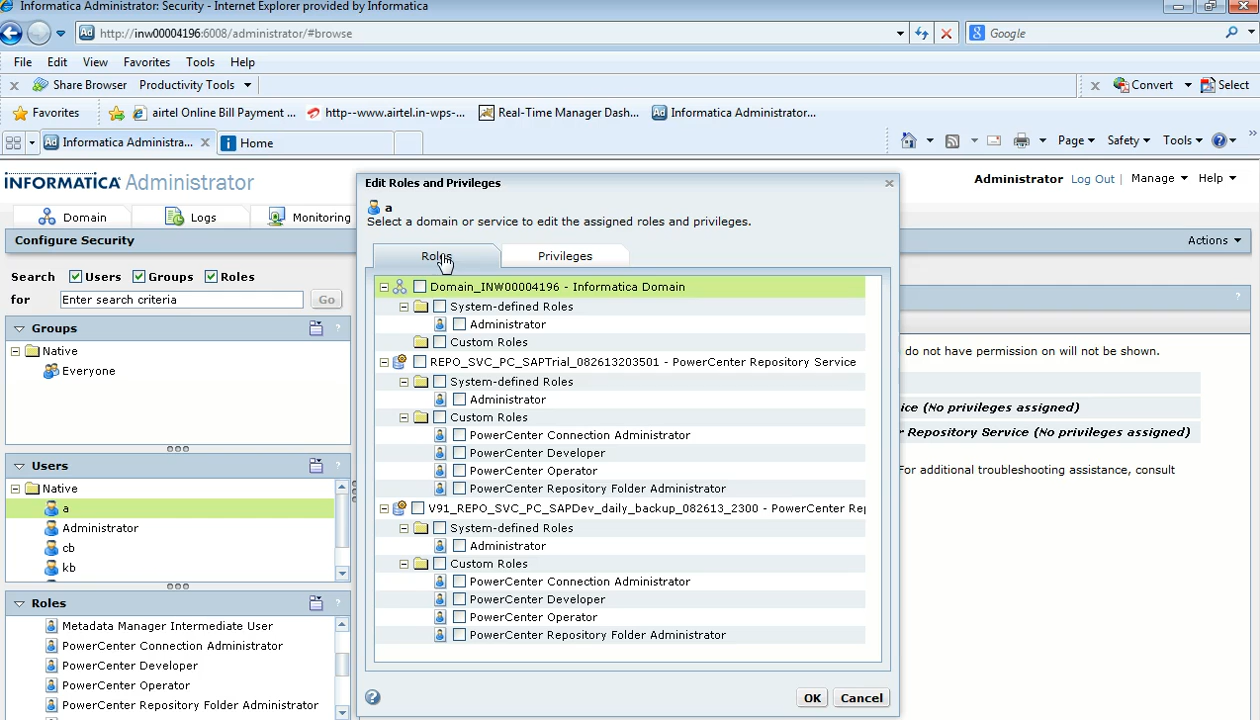 Informatica Administrator: Security - Internet Explorer provided by Informatica
http://inw00004196:6008/administrator/#browse
Google
File Edit View Favorites Tools Help
Share Browser Productivity Tools
Convert
Select
Favorites
airtel Online Bill Payment ...
http--www.airtel.in-wps-...
Real-Time Manager Dash...
Informatica Administrator...
Informatica Administra...
Home
Page Safety Tools
INFORMATICA Administrator
Administrator Log Out | Manage Help
Domain
Logs
Monitoring
Configure Security
Actions
Search Users Groups Roles
for Enter search criteria Go
Groups
Native
Everyone
Users
Native
a
Administrator
cb
kb
Roles
Metadata Manager Intermediate User
PowerCenter Connection Administrator
PowerCenter Developer
PowerCenter Operator
PowerCenter Repository Folder Administrator
Edit Roles and Privileges
a
Select a domain or service to edit the assigned roles and privileges.
Roles
Privileges
Domain_INW00004196 - Informatica Domain
System-defined Roles
Administrator
Custom Roles
REPO_SVC_PC_SAPTrial_082613203501 - PowerCenter Repository Service
System-defined Roles
Administrator
Custom Roles
PowerCenter Connection Administrator
PowerCenter Developer
PowerCenter Operator
PowerCenter Repository Folder Administrator
V91_REPO_SVC_PC_SAPDev_daily_backup_082613_2300 - PowerCenter Rep
System-defined Roles
Administrator
Custom Roles
PowerCenter Connection Administrator
PowerCenter Developer
PowerCenter Operator
PowerCenter Repository Folder Administrator
OK
Cancel
do not have permission on will not be shown.
ice (No privileges assigned)
r Repository Service (No privileges assigned)
For additional troubleshooting assistance, consult